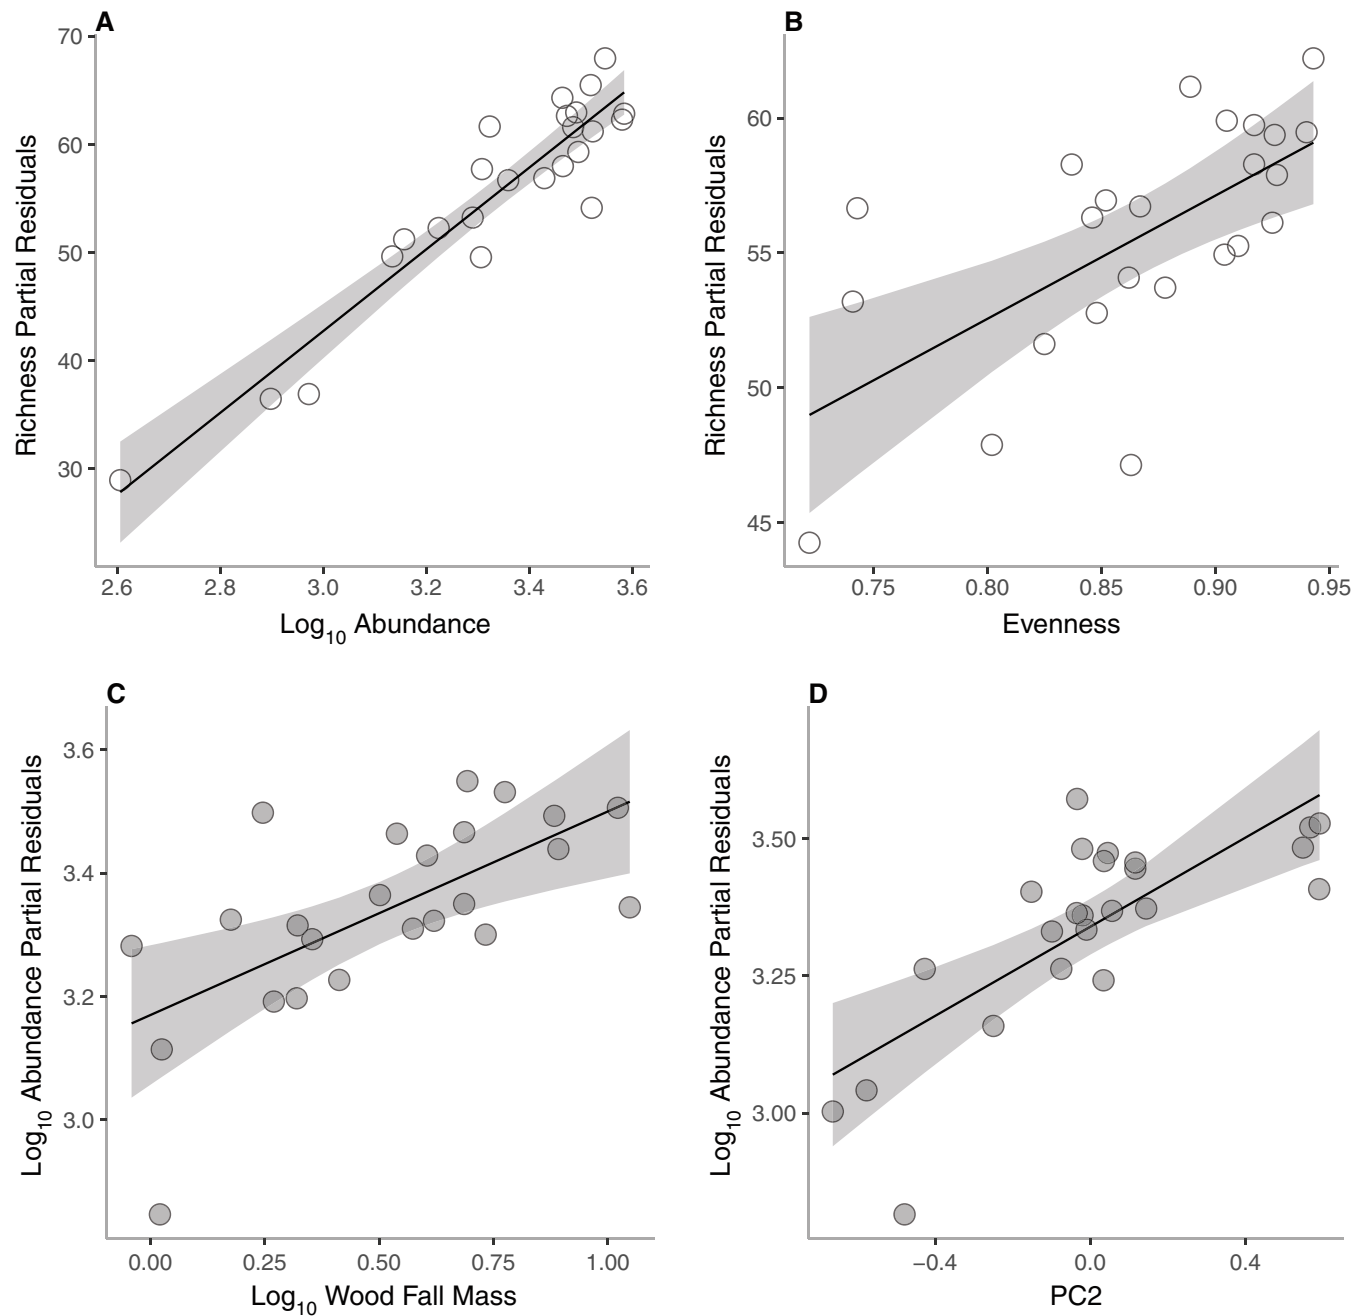 A
Richness Partial Residuals
70
60
50
40
30
2.6 2.8 3.0 3.2 3.4 3.6
Log10 Abundance
B
Richness Partial Residuals
60
55
50
45
0.75 0.80 0.85 0.90 0.95
Evenness
C
Log10 Abundance Partial Residuals
3.6
3.4
3.2
3.0
0.00 0.25 0.50 0.75 1.00
Log10 Wood Fall Mass
D
Log10 Abundance Partial Residuals
3.50
3.25
3.00
−0.4 0.0 0.4
PC2